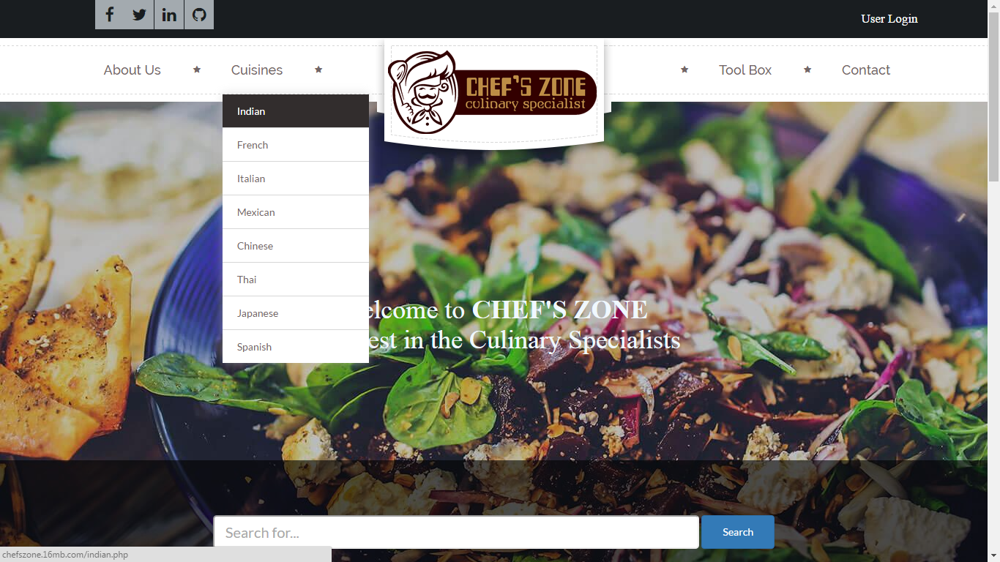 User Login
About Us
Cuisines
CHEF'S ZONE
culinary specialist
Tool Box
Contact
Indian
French
Italian
Mexican
Chinese
Thai
Japanese
Spanish
elcome to CHEF'S ZONE
est in the Culinary Specialists
Search for...
Search
chefszone.16mb.com/indian.php